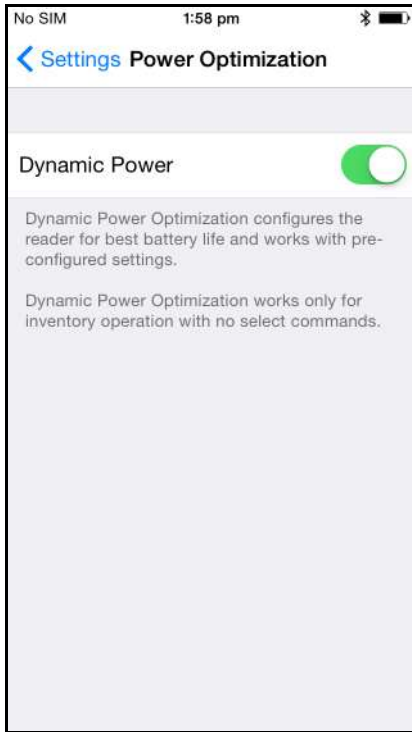 No SIM 1:58 pm
Settings Power Optimization
Dynamic Power
Dynamic Power Optimization configures the
reader for best battery life and works with pre-
configured settings.
Dynamic Power Optimization works only for
inventory operation with no select commands.